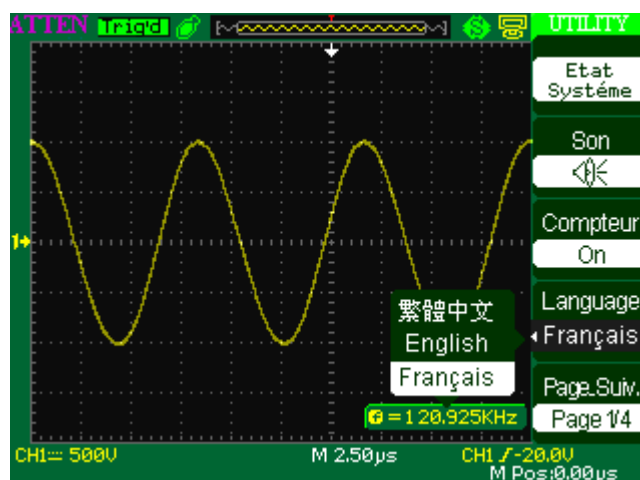 ATTEN Trig'd S UTILITY
Etat
Systéme
Son
Compteur
On
1
繁體中文
English
Français
Language
Français
f = 120.925KHz
Page.Suiv.
Page 1/4
CH1 500V M 2.50µs CH1 -20.0V
M Pos:0.00µs